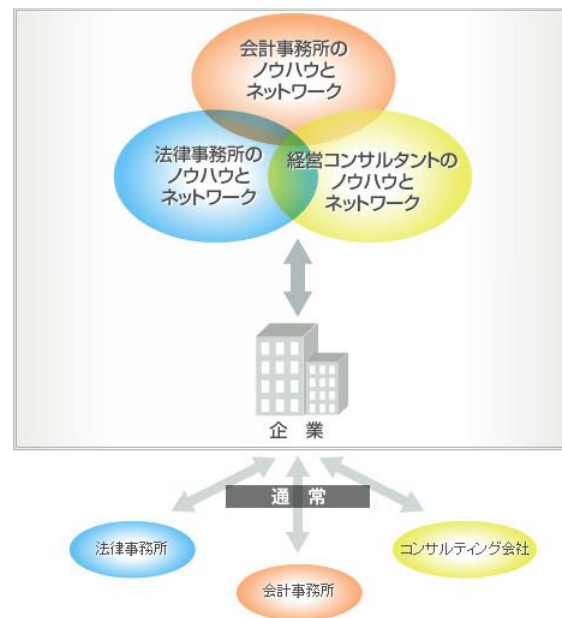 会計事務所の
ノウハウと
ネットワーク
法律事務所の
ノウハウと
ネットワーク
経営コンサルタントの
ノウハウと
ネットワーク
企 業
通 常
法律事務所
コンサルティング会社
会計事務所